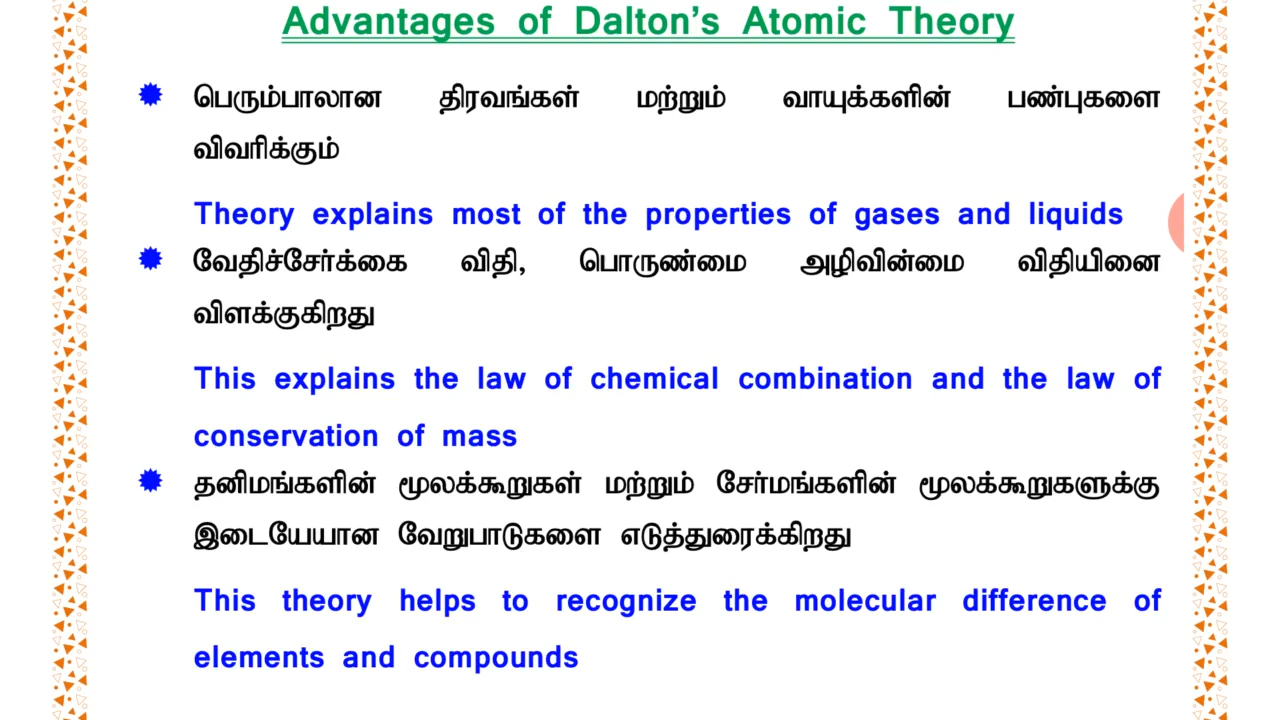 Advantages of Dalton's Atomic Theory
பெரும்பாலான திரவங்கள் மற்றும் வாயுக்களின் பண்புகளை
விவரிக்கும்
Theory explains most of the properties of gases and liquids
வேதிச்சேர்க்கை விதி, பொருண்மை அழிவின்மை விதியினை
விளக்குகிறது
This explains the law of chemical combination and the law of
conservation of mass
தனிமங்களின் மூலக்கூறுகள் மற்றும் சேர்மங்களின் மூலக்கூறுகளுக்கு
இடையேயான வேறுபாடுகளை எடுத்துரைக்கிறது
This theory helps to recognize the molecular difference of
elements and compounds